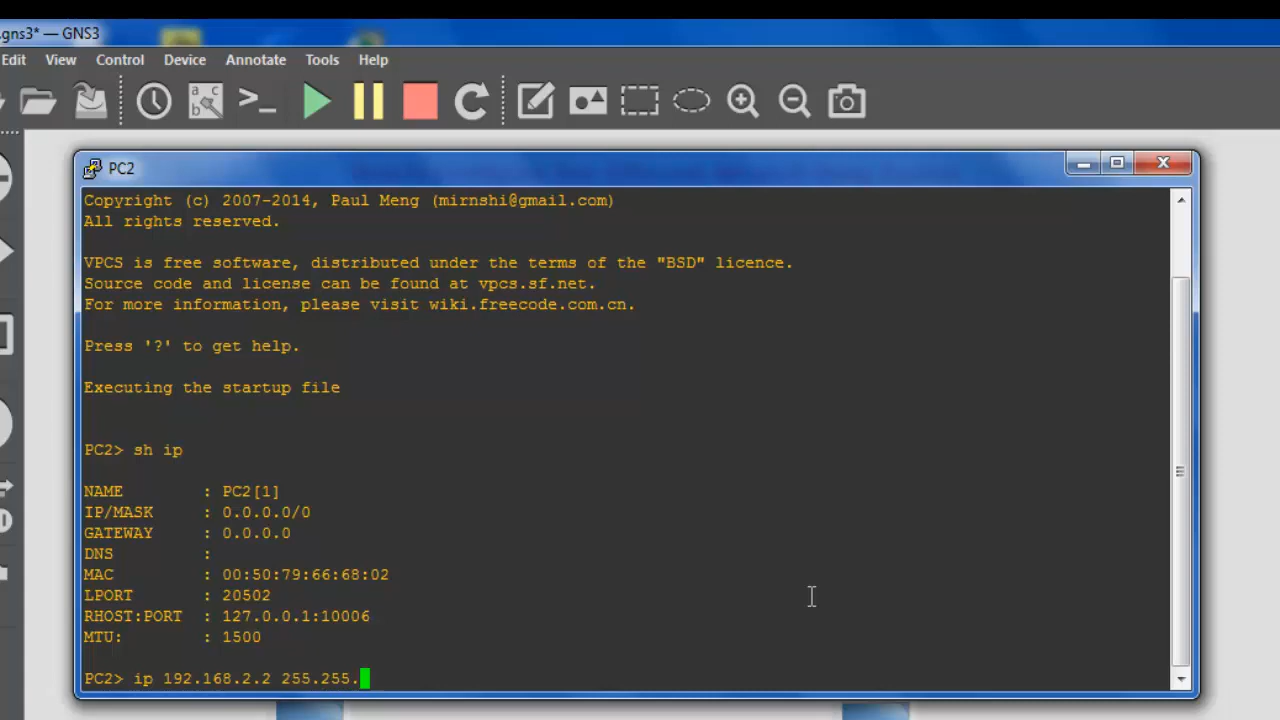 .gns3* — GNS3
Edit View Control Device Annotate Tools Help
PC2
Copyright (c) 2007-2014, Paul Meng (mirnshi@gmail.com)
All rights reserved.
VPCS is free software, distributed under the terms of the "BSD" licence.
Source code and license can be found at vpcs.sf.net.
For more information, please visit wiki.freecode.com.cn.
Press '?' to get help.
Executing the startup file
PC2> sh ip
NAME : PC2[1]
IP/MASK : 0.0.0.0/0
GATEWAY : 0.0.0.0
DNS :
MAC : 00:50:79:66:68:02
LPORT : 20502
RHOST:PORT : 127.0.0.1:10006
MTU: : 1500
PC2> ip 192.168.2.2 255.255.